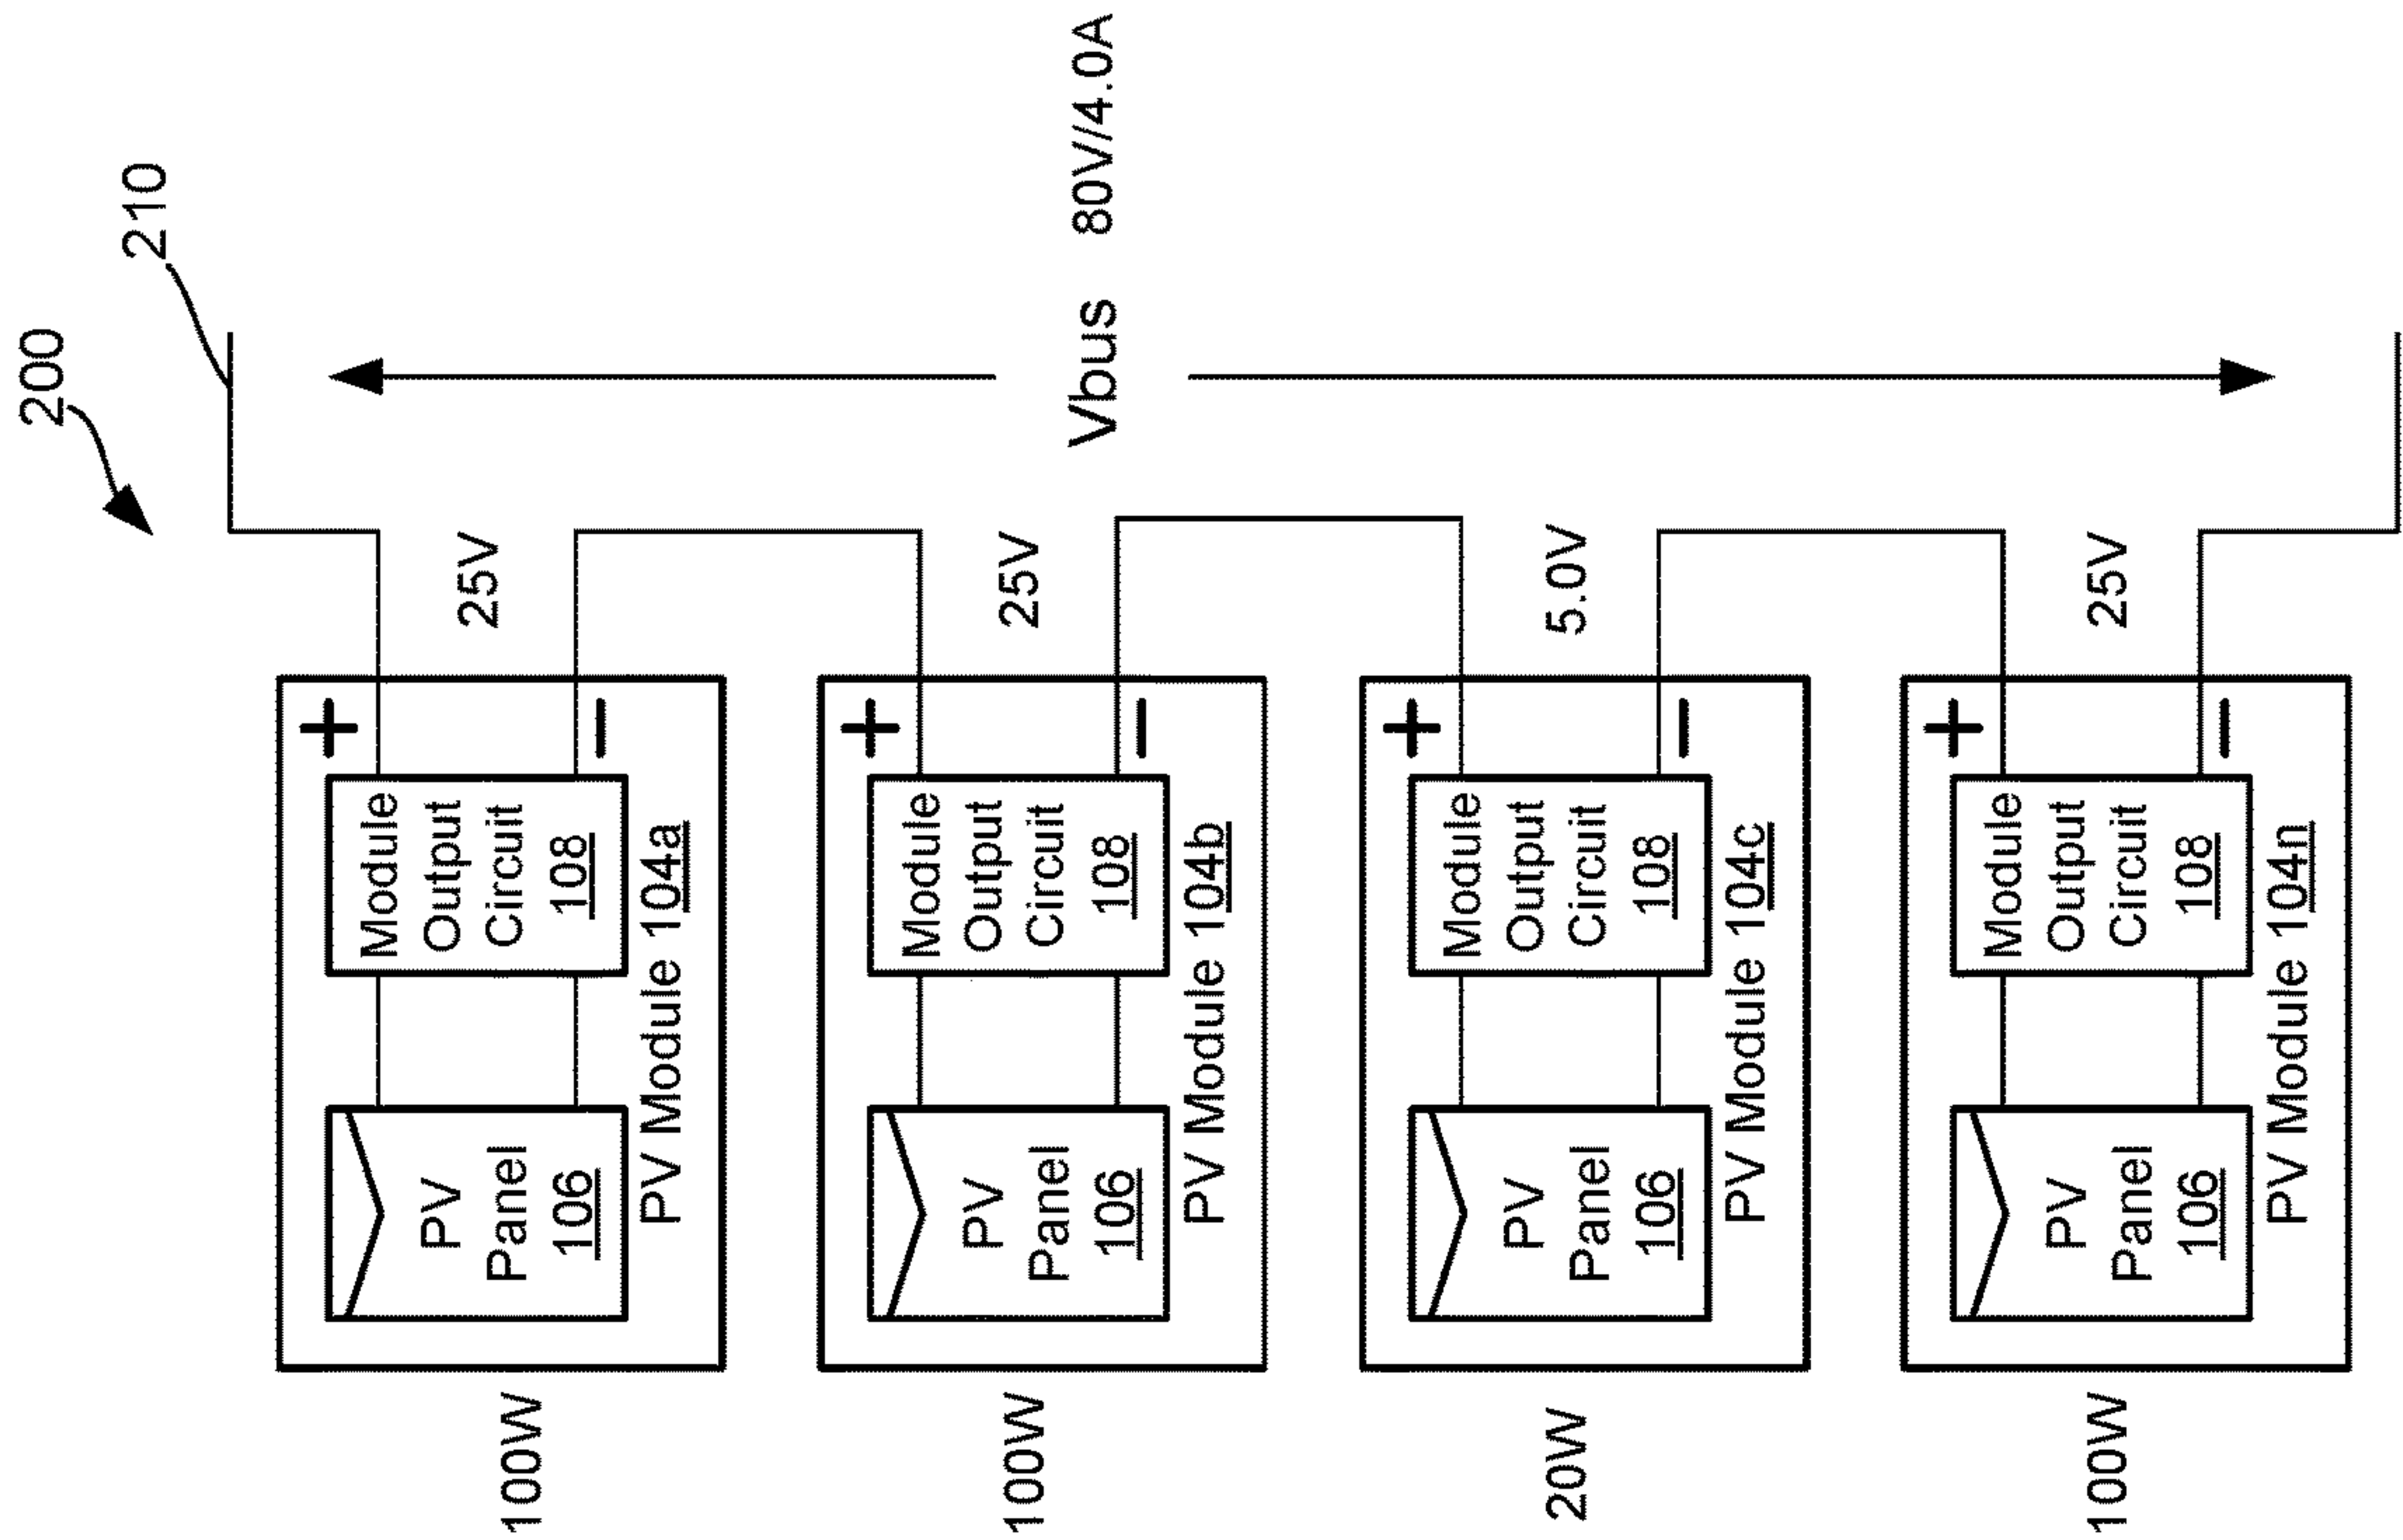 200
210
100W
PV
Panel
106
Module
Output
Circuit
108
PV Module 104a
+
–
25V
100W
PV
Panel
106
Module
Output
Circuit
108
PV Module 104b
+
–
25V
Vbus 80V/4.0A
20W
PV
Panel
106
Module
Output
Circuit
108
PV Module 104c
+
–
5.0V
100W
PV
Panel
106
Module
Output
Circuit
108
PV Module 104n
+
–
25V